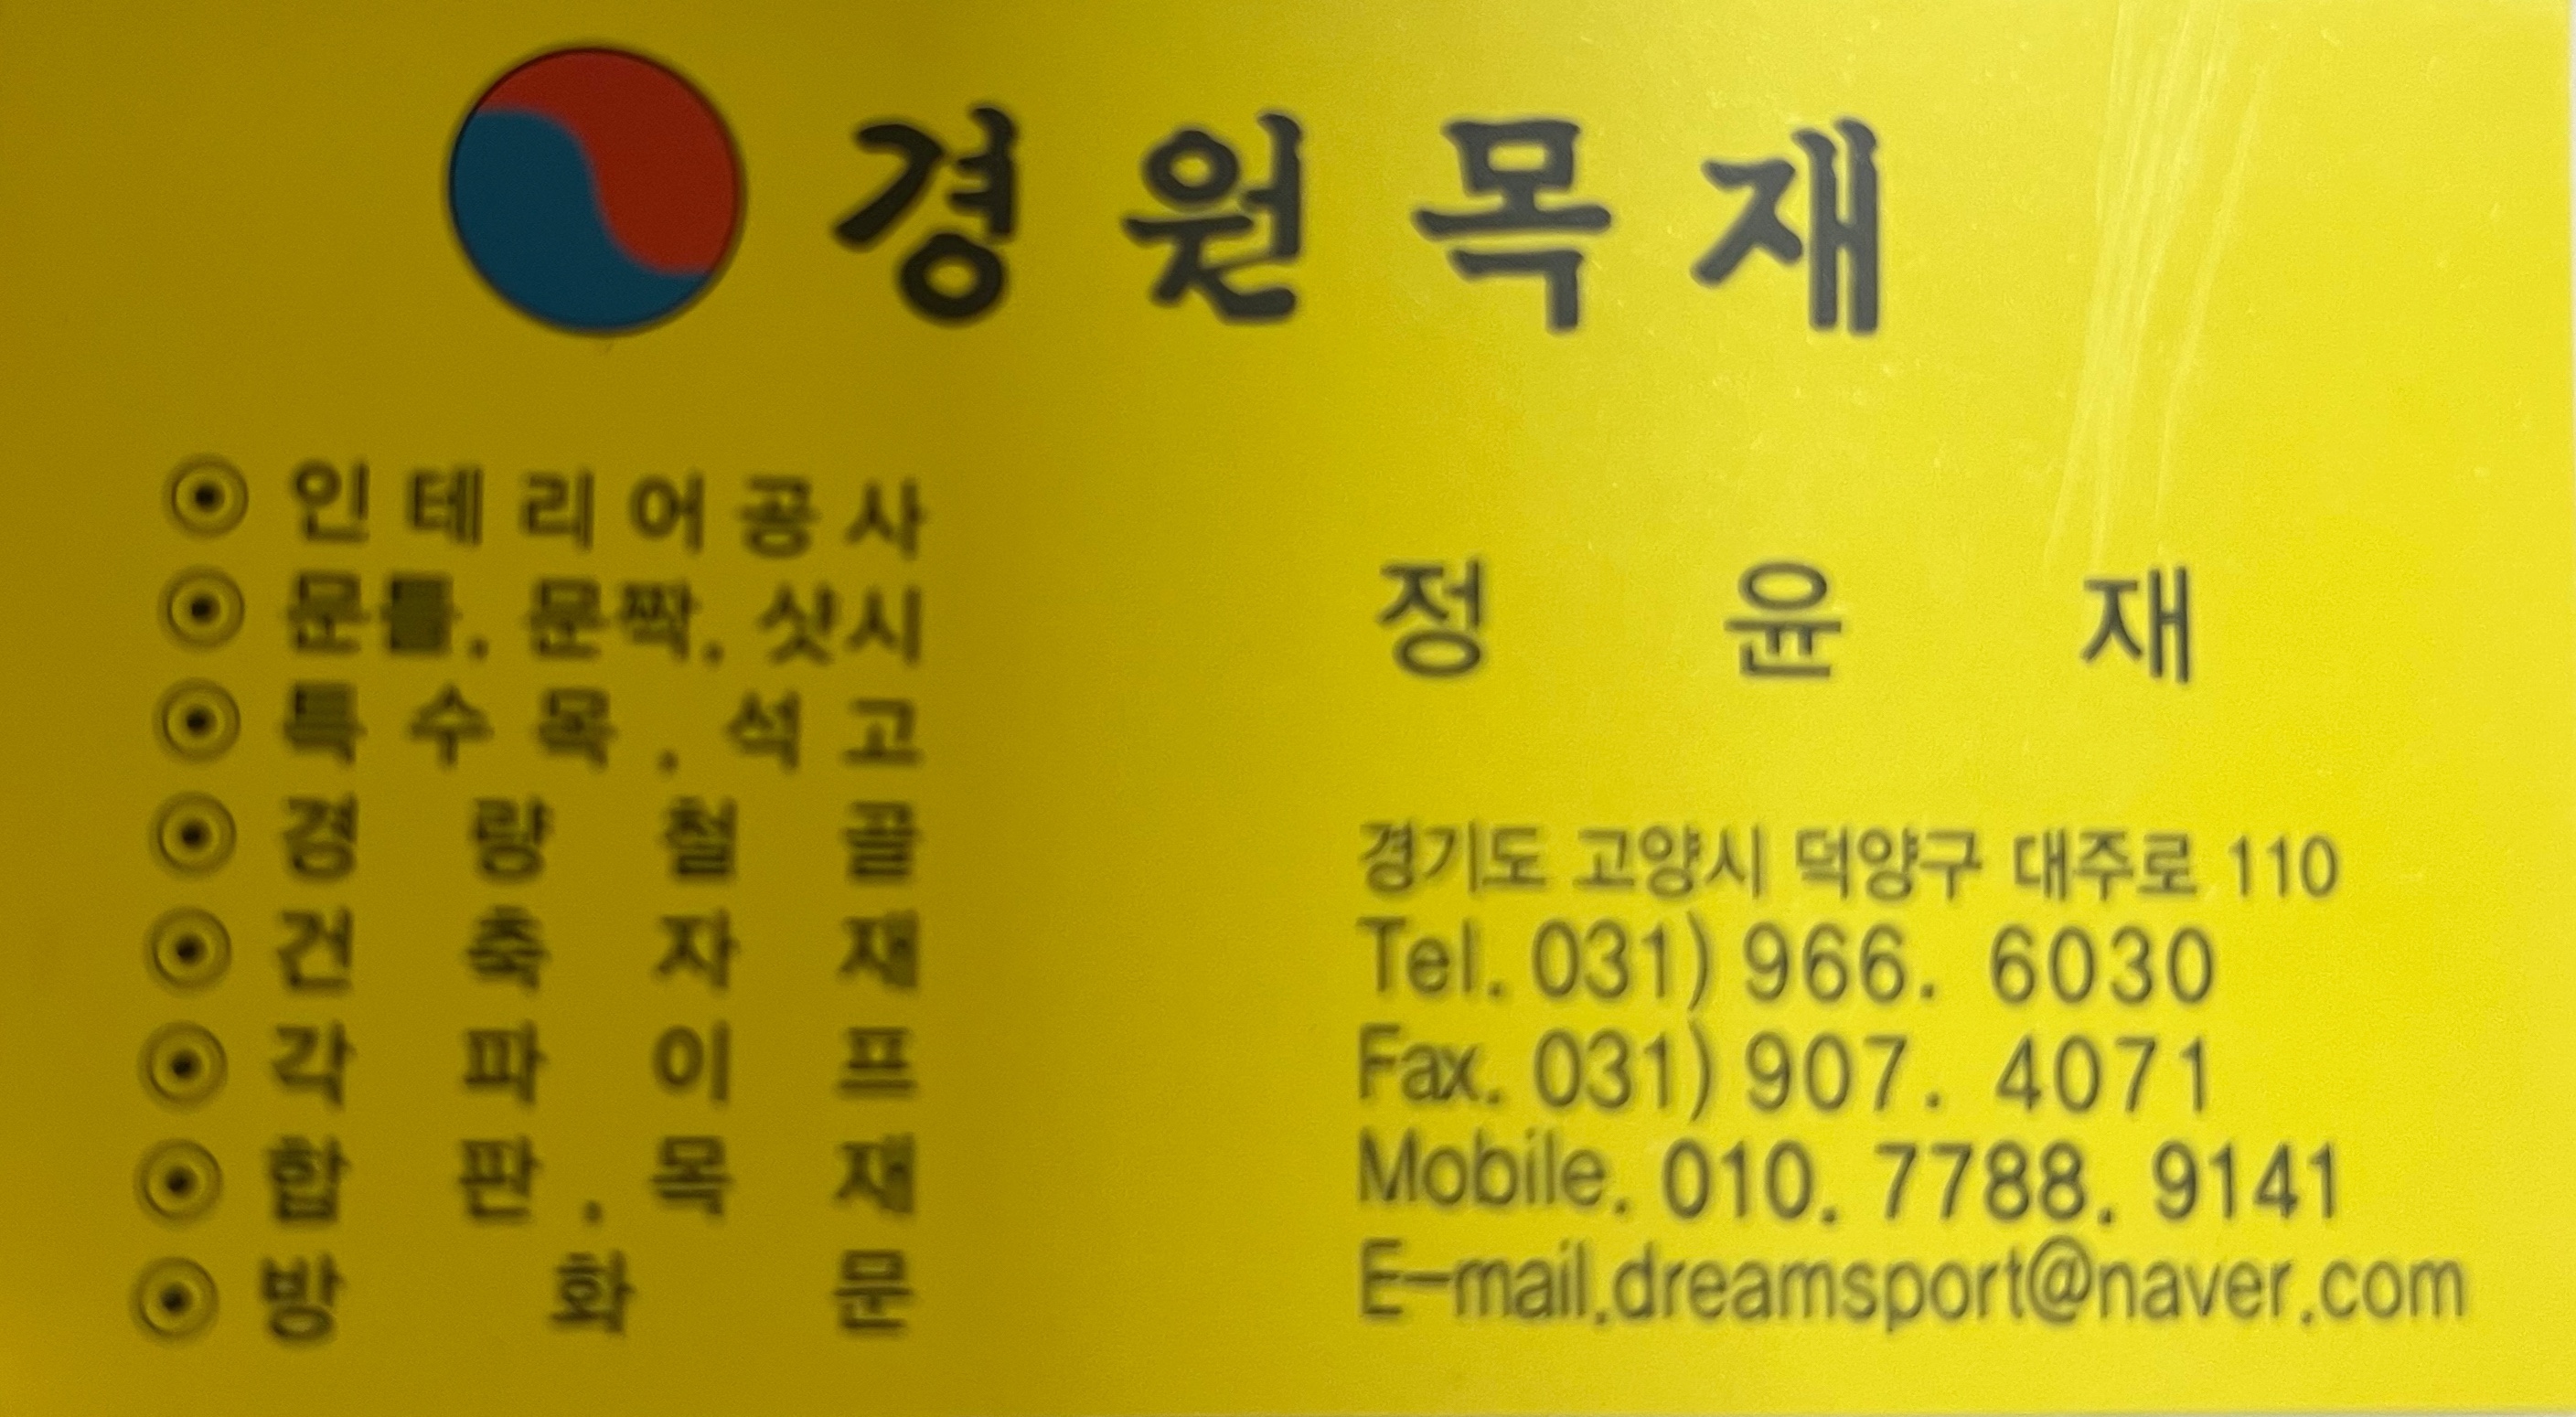 경원목재
⊙ 인테리어공사
⊙ 문틀. 문짝. 샷시
⊙ 특수목. 석고
⊙ 경량철골
⊙ 건축자재
⊙ 각파이프
⊙ 합판. 목재
⊙ 방화문
정윤재
경기도 고양시 덕양구 대주로 110
Tel. 031) 966. 6030
Fax. 031) 907. 4071
Mobile. 010. 7788. 9141
E-mail.dreamsport@naver.com